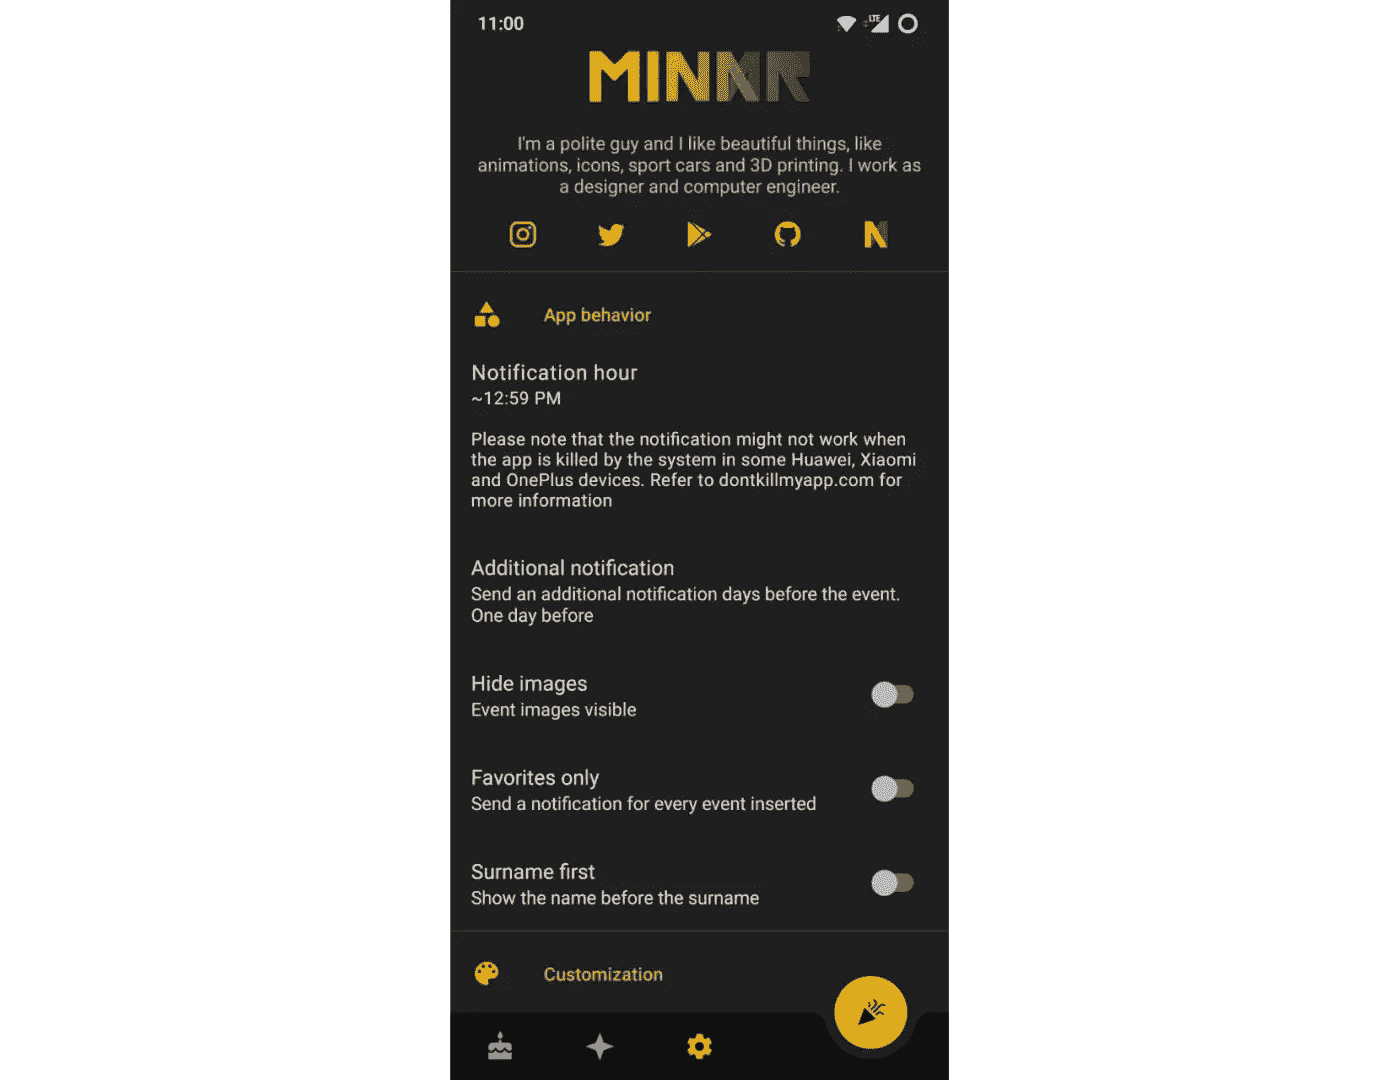 11:00
LTE
MINAR
I'm a polite guy and I like beautiful things, like
animations, icons, sport cars and 3D printing. I work as
a designer and computer engineer.
App behavior
Notification hour
~12:59 PM
Please note that the notification might not work when
the app is killed by the system in some Huawei, Xiaomi
and OnePlus devices. Refer to dontkillmyapp.com for
more information
Additional notification
Send an additional notification days before the event.
One day before
Hide images
Event images visible
Favorites only
Send a notification for every event inserted
Surname first
Show the name before the surname
Customization